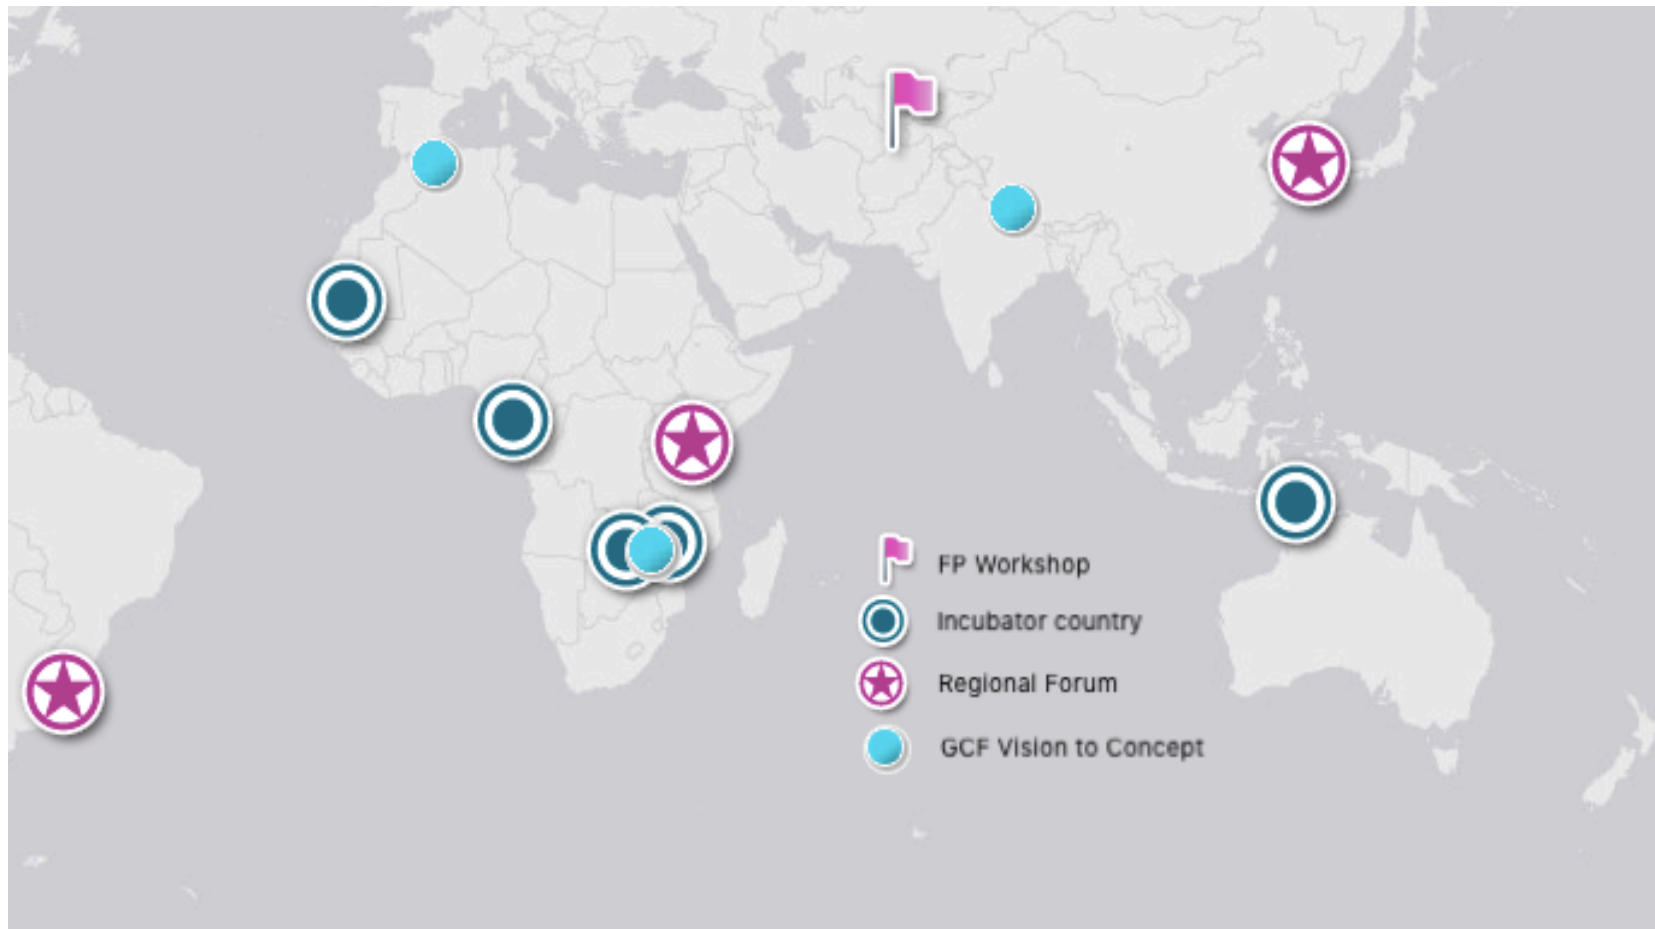 FP Workshop
Incubator country
Regional Forum
GCF Vision to Concept